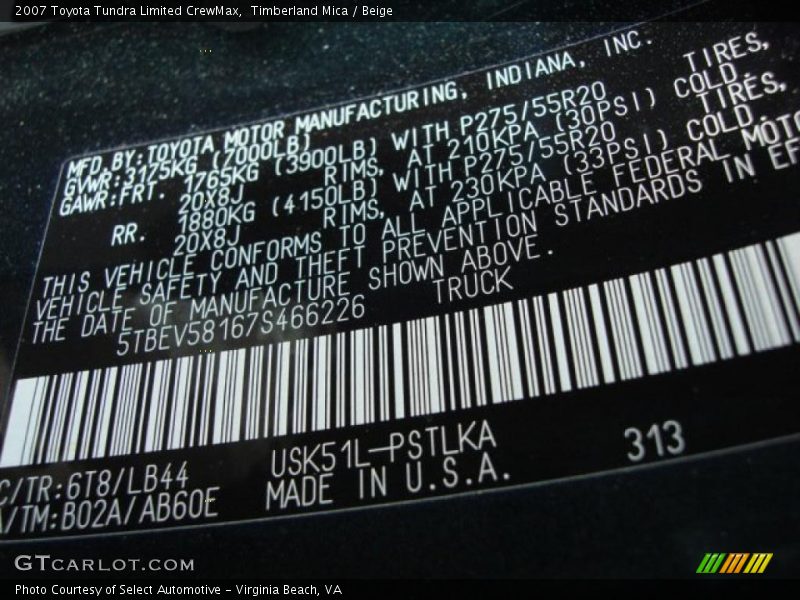 2007 Toyota Tundra Limited CrewMax, Timberland Mica / Beige
MFD. BY: TOYOTA MOTOR MANUFACTURING, INDIANA, INC.
GVWR: 3175KG (7000LB)
GAWR: FRT. 1765KG (3900LB) WITH P275/55R20 TIRES,
20X8J RIMS, AT 210KPA (30PSI) COLD.
RR. 1880KG (4150LB) WITH P275/55R20 TIRES,
20X8J RIMS, AT 230KPA (33PSI) COLD.
THIS VEHICLE CONFORMS TO ALL APPLICABLE FEDERAL MOTO
VEHICLE SAFETY AND THEFT PREVENTION STANDARDS IN EF
THE DATE OF MANUFACTURE SHOWN ABOVE.
5TBEV58167S466226 TRUCK
C/TR: 6T8/LB44 USK51L-PSTLKA 313
A/TM: B02A/AB60E MADE IN U.S.A.
GTCARLOT.COM
Photo Courtesy of Select Automotive - Virginia Beach, VA